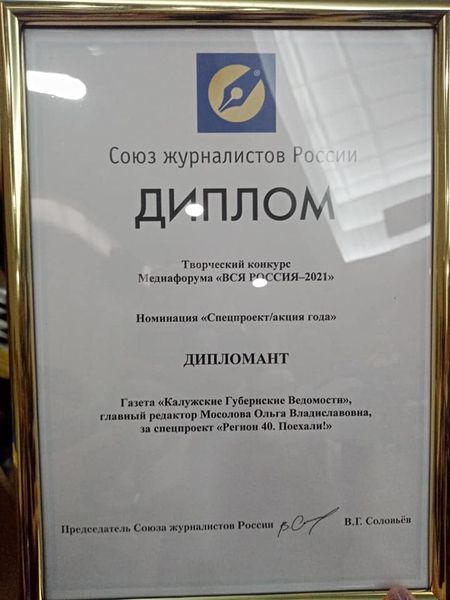 Союз журналистов России
ДИПЛОМ
Творческий конкурс
Медиафорума «ВСЯ РОССИЯ–2021»
Номинация «Спецпроект/акция года»
ДИПЛОМАНТ
Газета «Калужские Губернские Ведомости»,
главный редактор Мосолова Ольга Владиславовна,
за спецпроект «Регион 40. Поехали!»
Председатель Союза журналистов России В.Г. Соловьёв